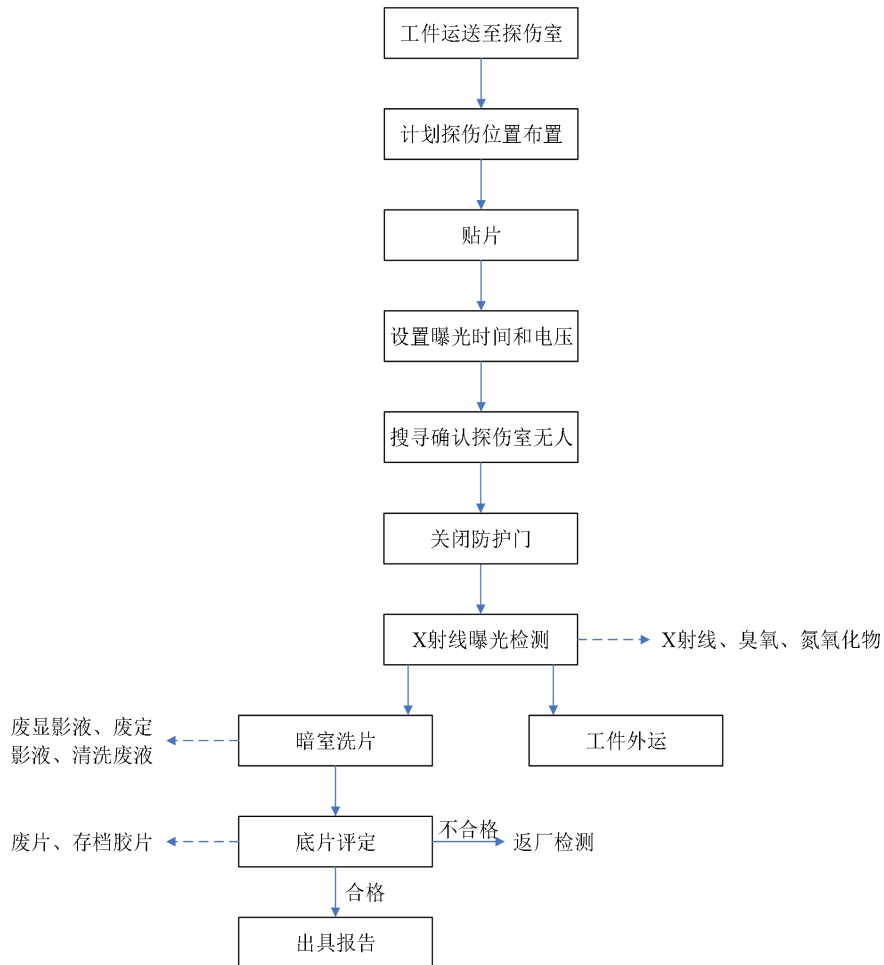 工件运送至探伤室
计划探伤位置布置
贴片
设置曝光时间和电压
搜寻确认探伤室无人
关闭防护门
X射线曝光检测
X射线、臭氧、氮氧化物
废显影液、废定
影液、清洗废液
暗室洗片
工件外运
废片、存档胶片
底片评定
不合格
返厂检测
合格
出具报告